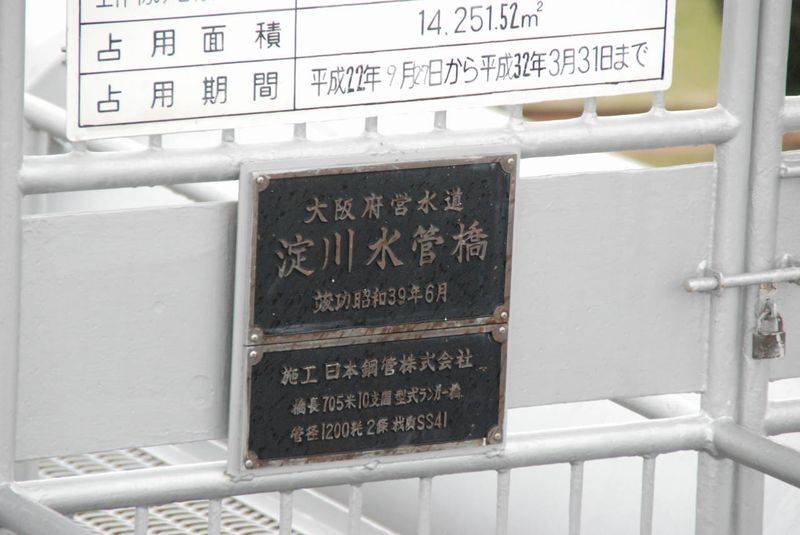 占用面積 14.251.52m²
占用期間 平成22年9月27日から平成32年3月31日まで
大阪府営水道
淀川水管橋
竣功昭和39年6月
施工 日本鋼管株式会社
橋長705米10支間 型式ランガー橋
管径1200粍2條 材質SS41